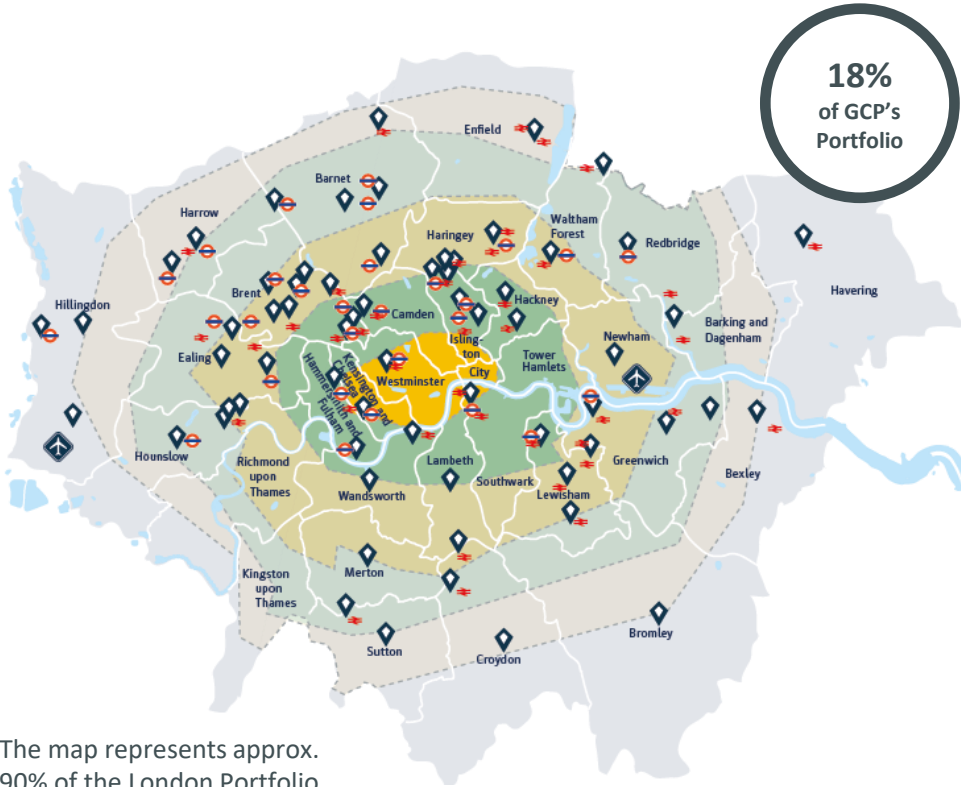 18%
of GCP's
Portfolio
Enfield
Barnet
Harrow
Waltham
Forest
Haringey
Redbridge
Hillingdon
Brent
Havering
Hackney
Camden
Barking and
Dagenham
Newham
Isling-
ton
Ealing
Tower
Hamlets
City
Westminster
Kensington and
Chelsea
Hammersmith and
Fulham
Hounslow
Richmond
upon
Thames
Lambeth
Greenwich
Bexley
Southwark
Wandsworth
Lewisham
Merton
Kingston
upon
Thames
Bromley
Sutton
Croydon
The map represents approx.
90% of the London Portfolio